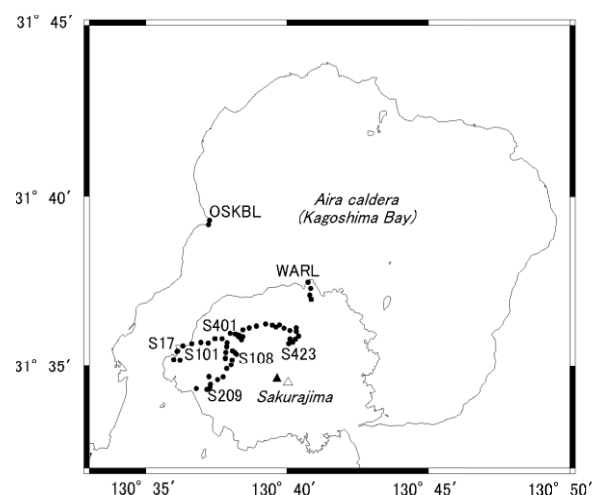 31° 45′
31° 40′
31° 35′
OSKBL
Aira caldera
(Kagoshima Bay)
WARL
S401
S17
S101
S108
S423
S209
Sakurajima
130° 35′
130° 40′
130° 45′
130° 50′